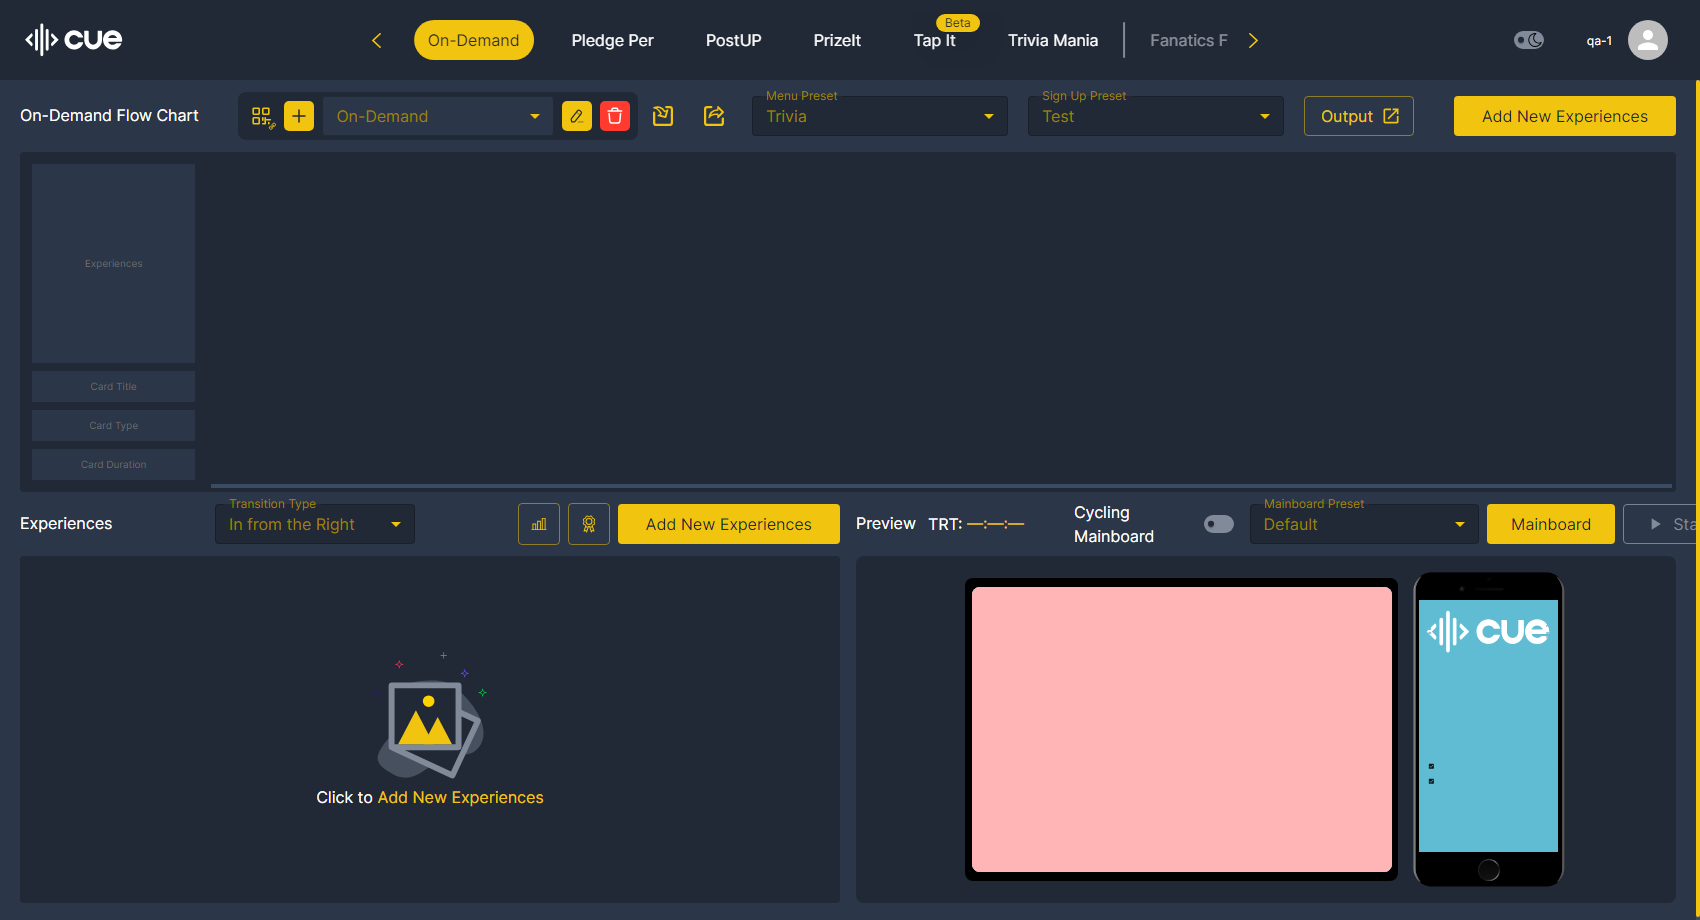 cue
On-Demand
Pledge Per
PostUP
PrizeIt
Beta
Tap It
Trivia Mania
Fanatics F
qa-1
On-Demand Flow Chart
On-Demand
Menu Preset
Trivia
Sign Up Preset
Test
Output
Add New Experiences
Experiences
Card Title
Card Type
Card Duration
Experiences
Transition Type
In from the Right
Add New Experiences
Preview
TRT: —:—:—
Cycling
Mainboard
Mainboard Preset
Default
Mainboard
Sta
Click to Add New Experiences
cue